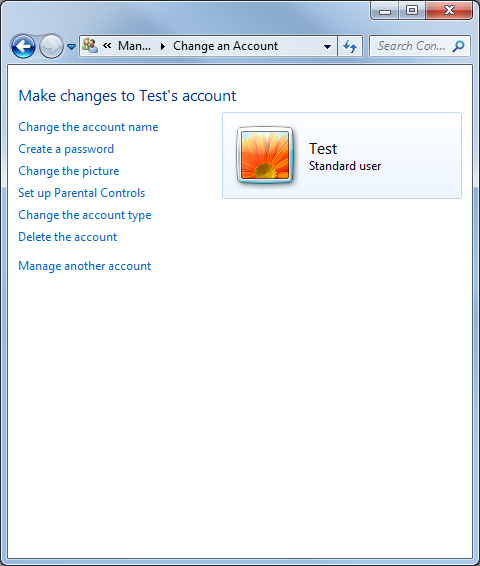 « Man... Change an Account Search Con...
Make changes to Test's account
Change the account name
Create a password
Change the picture
Set up Parental Controls
Change the account type
Delete the account
Manage another account
Test
Standard user